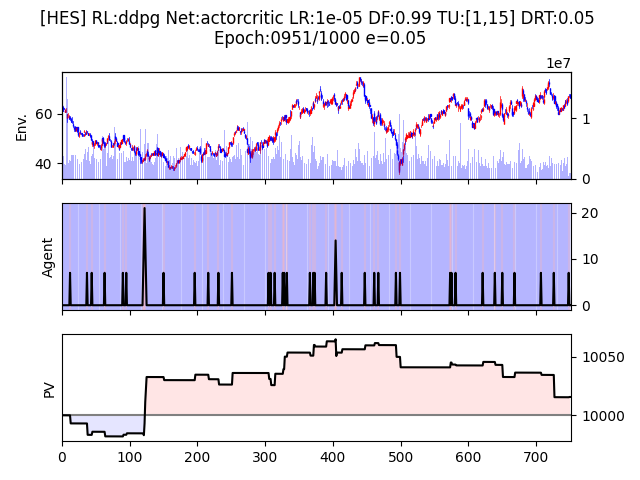 [HES] RL:ddpg Net:actorcritic LR:1e-05 DF:0.99 TU:[1,15] DRT:0.05
Epoch:0951/1000 e=0.05
1e7
Env.
60
40
1
0
Agent
20
10
0
PV
10050
10000
0 100 200 300 400 500 600 700